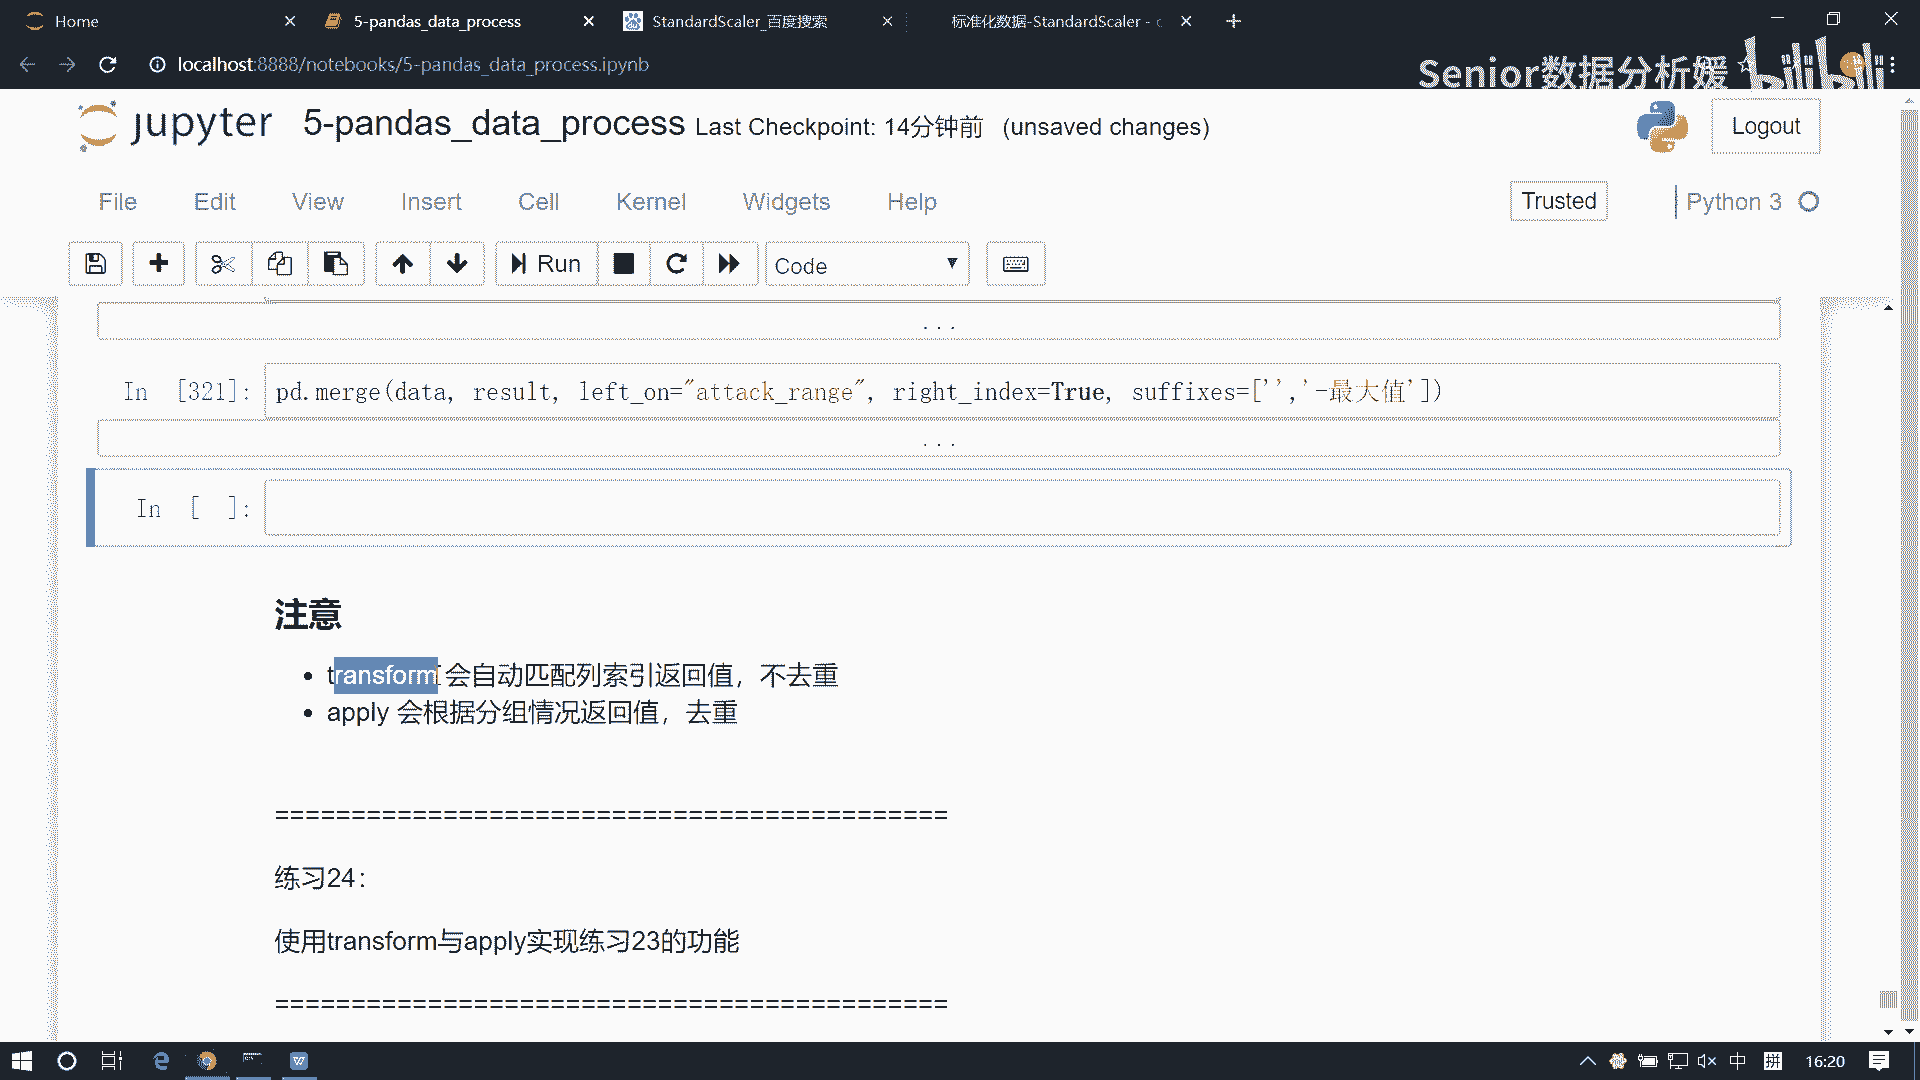 Home
5-pandas_data_process
StandardScaler_百度搜索
标准化数据-StandardScaler - c
localhost:8888/notebooks/5-pandas_data_process.ipynb
Senior数据分析媛
bilibili
jupyter 5-pandas_data_process Last Checkpoint: 14分钟前 (unsaved changes)
Logout
File Edit View Insert Cell Kernel Widgets Help
Trusted
Python 3
Run
Code
...
In [321]: pd.merge(data, result, left_on="attack_range", right_index=True, suffixes=['','-最大值'])
...
In [ ]:
注意
transform 会自动匹配列索引返回值，不去重
apply 会根据分组情况返回值，去重
=============================================
练习24：
使用transform与apply实现练习23的功能
=============================================
中
拼
16:20